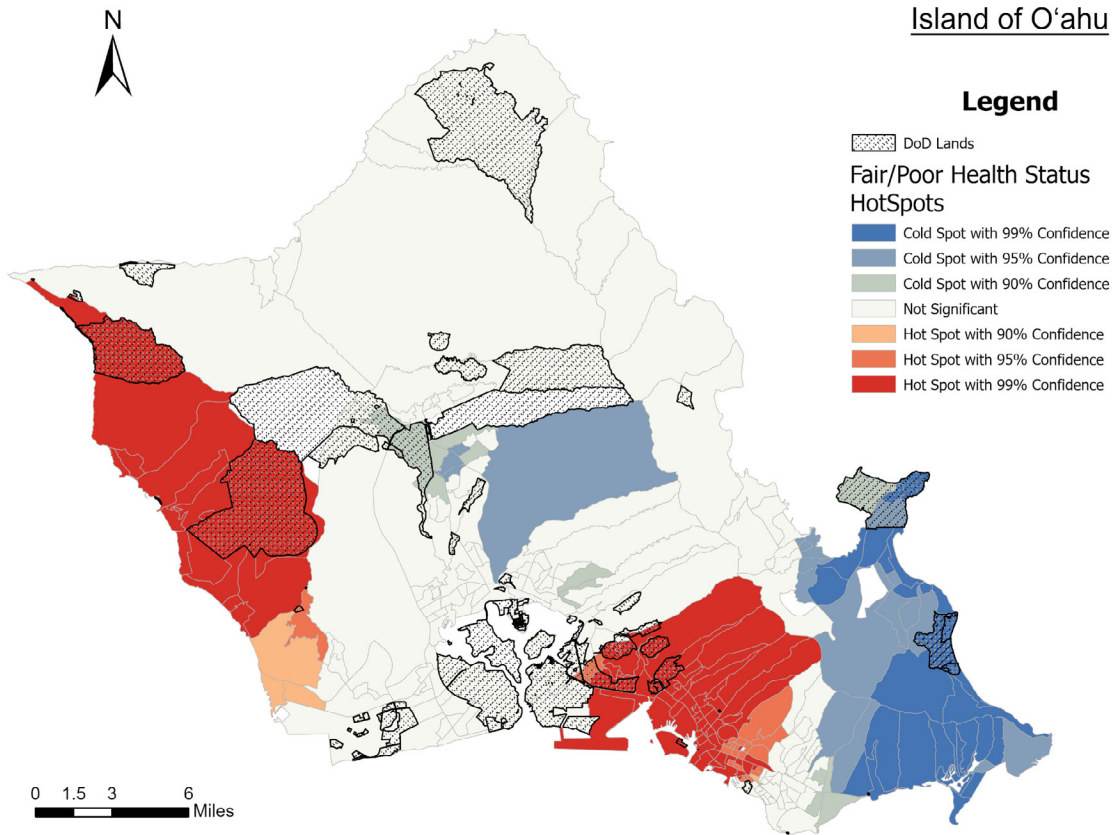 Island of Oʻahu
N
Legend
DoD Lands
Fair/Poor Health Status
HotSpots
Cold Spot with 99% Confidence
Cold Spot with 95% Confidence
Cold Spot with 90% Confidence
Not Significant
Hot Spot with 90% Confidence
Hot Spot with 95% Confidence
Hot Spot with 99% Confidence
0 1.5 3 6
Miles